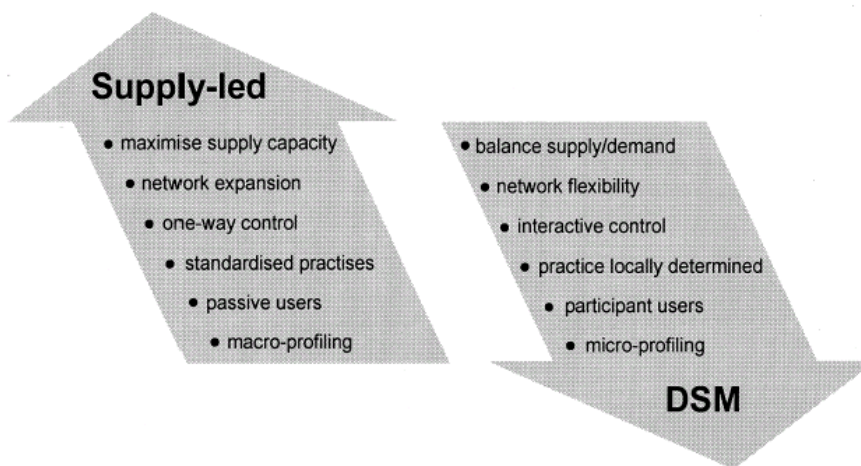 Supply-led
• maximise supply capacity
• network expansion
• one-way control
• standardised practises
• passive users
• macro-profiling
• balance supply/demand
• network flexibility
• interactive control
• practice locally determined
• participant users
• micro-profiling
DSM